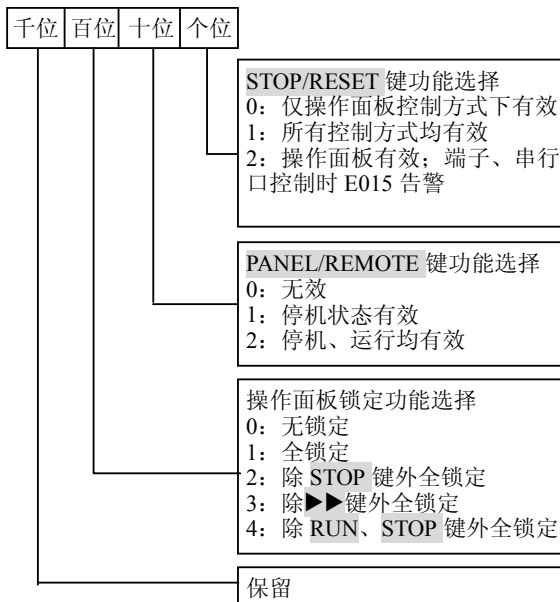 千位 百位 十位 个位
STOP/RESET 键功能选择
0：仅操作面板控制方式下有效
1：所有控制方式均有效
2：操作面板有效；端子、串行
口控制时 E015 告警
PANEL/REMOTE 键功能选择
0：无效
1：停机状态有效
2：停机、运行均有效
操作面板锁定功能选择
0：无锁定
1：全锁定
2：除 STOP 键外全锁定
3：除▶▶键外全锁定
4：除 RUN、STOP 键外全锁定
保留